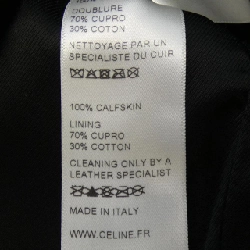 DOUBLURE
70% CUPRO
30% COTON
NETTOYAGE PAR UN
SPECIALISTE DU CUIR
100% CALFSKIN
LINING
70% CUPRO
30% COTTON
CLEANING ONLY BY A
LEATHER SPECIALIST
MADE IN ITALY
WWW.CELINE.FR